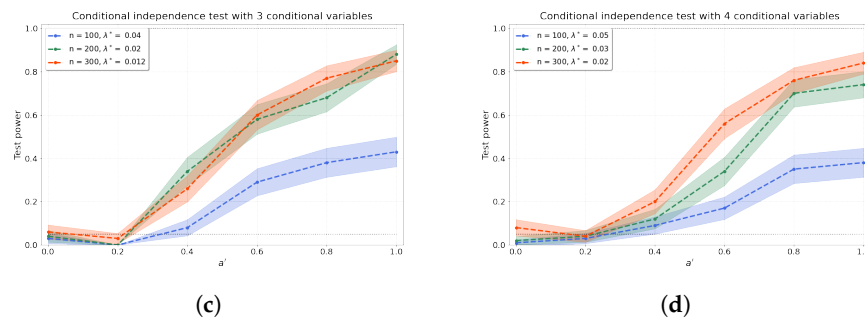 Conditional independence test with 3 conditional variables
n = 100, λ* = 0.04
n = 200, λ* = 0.02
n = 300, λ* = 0.012
Test power
1.0
0.8
0.6
0.4
0.2
0.0
0.0 0.2 0.4 0.6 0.8 1.0
a'
(c)
Conditional independence test with 4 conditional variables
n = 100, λ* = 0.05
n = 200, λ* = 0.03
n = 300, λ* = 0.02
Test power
1.0
0.8
0.6
0.4
0.2
0.0
0.0 0.2 0.4 0.6 0.8
a'
(d)